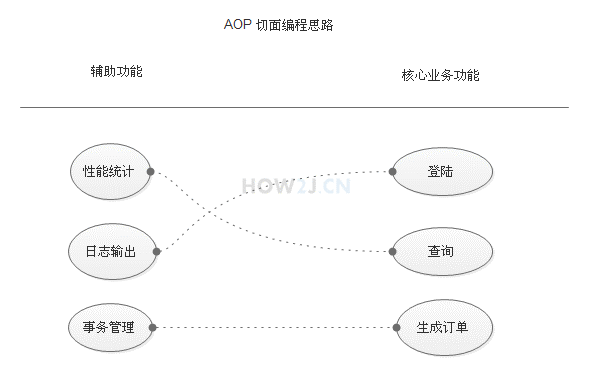 AOP 切面编程思路
辅助功能
核心业务功能
性能统计
登陆
HOW2J.CN
日志输出
查询
事务管理
生成订单